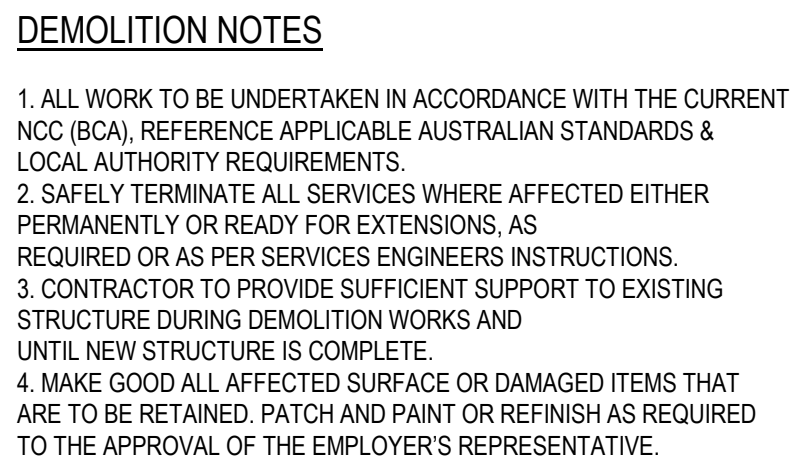 DEMOLITION NOTES
1. ALL WORK TO BE UNDERTAKEN IN ACCORDANCE WITH THE CURRENT
NCC (BCA), REFERENCE APPLICABLE AUSTRALIAN STANDARDS &
LOCAL AUTHORITY REQUIREMENTS.
2. SAFELY TERMINATE ALL SERVICES WHERE AFFECTED EITHER
PERMANENTLY OR READY FOR EXTENSIONS, AS
REQUIRED OR AS PER SERVICES ENGINEERS INSTRUCTIONS.
3. CONTRACTOR TO PROVIDE SUFFICIENT SUPPORT TO EXISTING
STRUCTURE DURING DEMOLITION WORKS AND
UNTIL NEW STRUCTURE IS COMPLETE.
4. MAKE GOOD ALL AFFECTED SURFACE OR DAMAGED ITEMS THAT
ARE TO BE RETAINED. PATCH AND PAINT OR REFINISH AS REQUIRED
TO THE APPROVAL OF THE EMPLOYER'S REPRESENTATIVE.